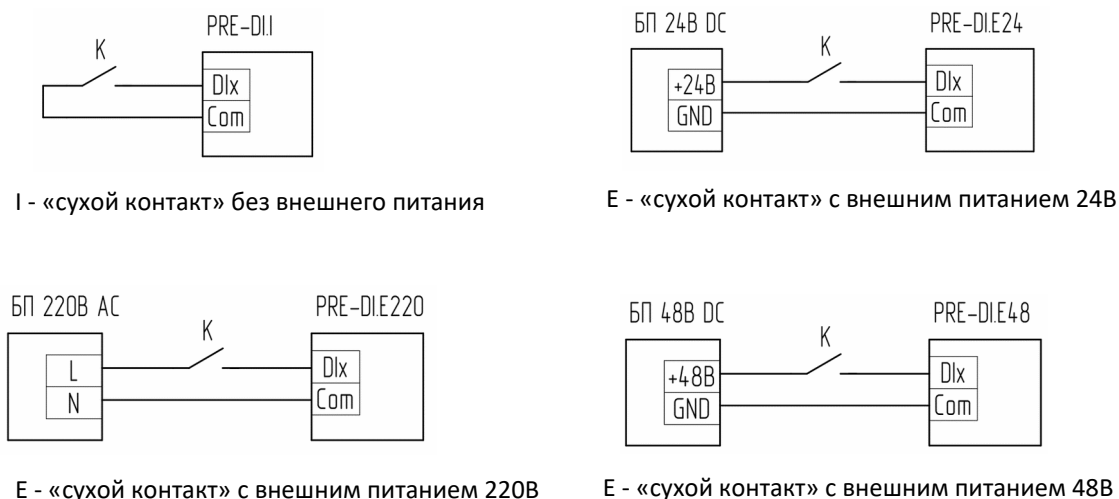 PRE-DI.I
K
DIx
Com
I - «сухой контакт» без внешнего питания
БП 24В DC
PRE-DI.E24
K
+24В
GND
DIx
Com
E - «сухой контакт» с внешним питанием 24В
БП 220В AC
PRE-DI.E220
K
L
N
DIx
Com
E - «сухой контакт» с внешним питанием 220В
БП 48В DC
PRE-DI.E48
K
+48В
GND
DIx
Com
E - «сухой контакт» с внешним питанием 48В